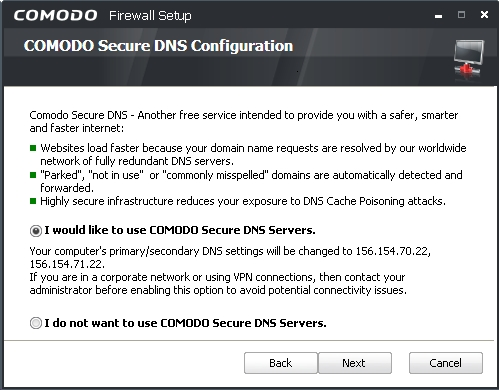 COMODO Firewall Setup
COMODO Secure DNS Configuration
Comodo Secure DNS - Another free service intended to provide you with a safer, smarter
and faster internet:
Websites load faster because your domain name requests are resolved by our worldwide
network of fully redundant DNS servers.
"Parked", "not in use" or "commonly misspelled" domains are automatically detected and
forwarded.
Highly secure infrastructure reduces your exposure to DNS Cache Poisoning attacks.
I would like to use COMODO Secure DNS Servers.
Your computer's primary/secondary DNS settings will be changed to 156.154.70.22,
156.154.71.22.
If you are in a corporate network or using VPN connections, then contact your
administrator before enabling this option to avoid potential connectivity issues.
I do not want to use COMODO Secure DNS Servers.
Back Next Cancel